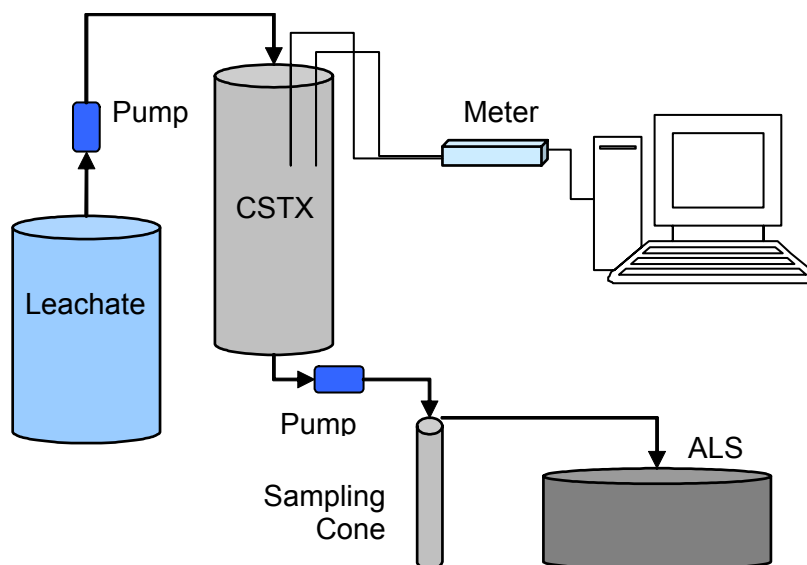 Pump
Meter
CSTX
Leachate
Pump
ALS
Sampling
Cone